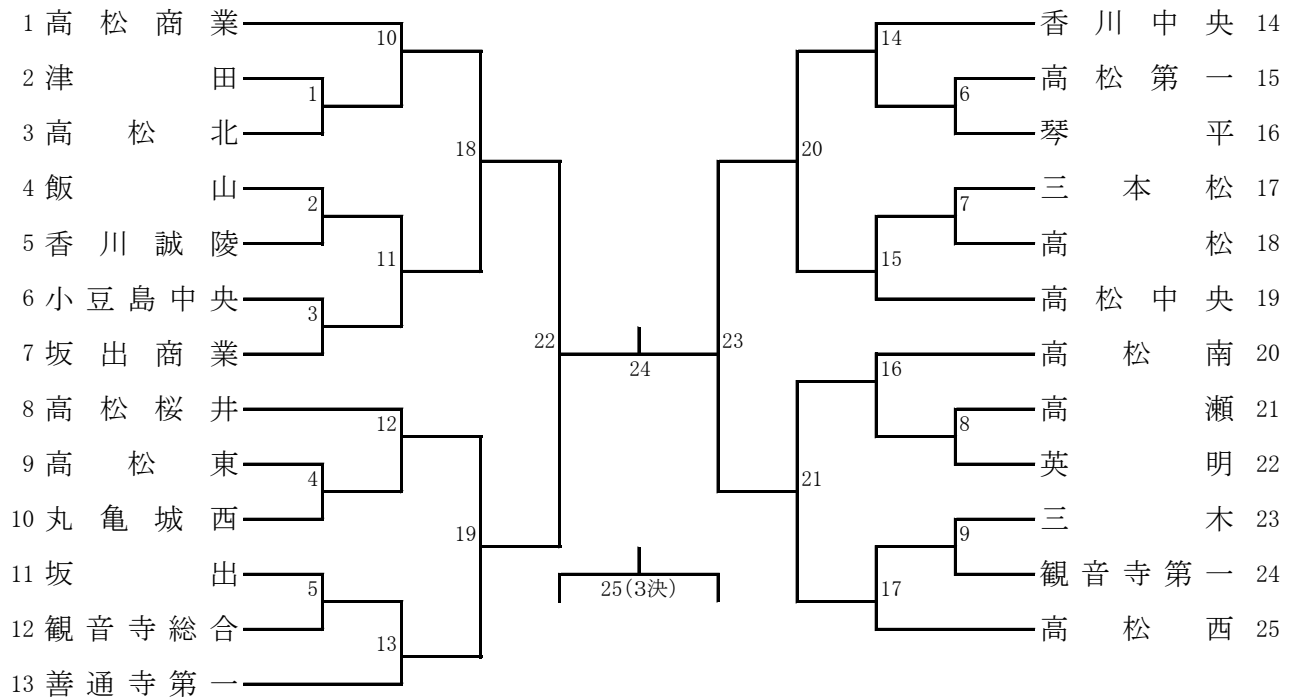 1 高松商業
2 津田
3 高松北
4 飯山
5 香川誠陵
6 小豆島中央
7 坂出商業
8 高松桜井
9 高松東
10 丸亀城西
11 坂出
12 観音寺総合
13 善通寺第一
10
1
18
2
11
3
22
12
4
19
5
13
24
25(3決)
14
6
20
7
15
23
16
8
21
9
17
香川中央 14
高松第一 15
琴平 16
三本松 17
高松 18
高松中央 19
高松南 20
高瀬 21
英明 22
三木 23
観音寺第一 24
高松西 25